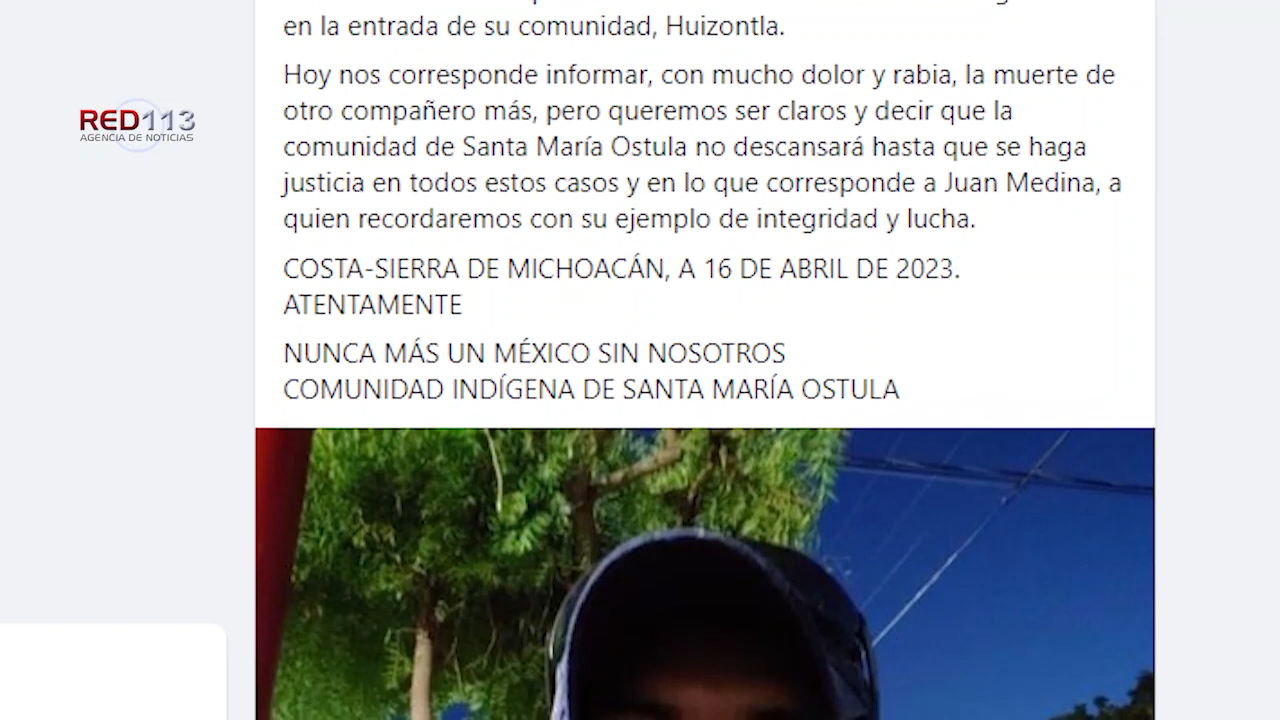 en la entrada de su comunidad, Huizontla.
Hoy nos corresponde informar, con mucho dolor y rabia, la muerte de
otro compañero más, pero queremos ser claros y decir que la
comunidad de Santa María Ostula no descansará hasta que se haga
justicia en todos estos casos y en lo que corresponde a Juan Medina, a
quien recordaremos con su ejemplo de integridad y lucha.
COSTA-SIERRA DE MICHOACÁN, A 16 DE ABRIL DE 2023.
ATENTAMENTE
NUNCA MÁS UN MÉXICO SIN NOSOTROS
COMUNIDAD INDÍGENA DE SANTA MARÍA OSTULA
RED113
AGENCIA DE NOTICIAS